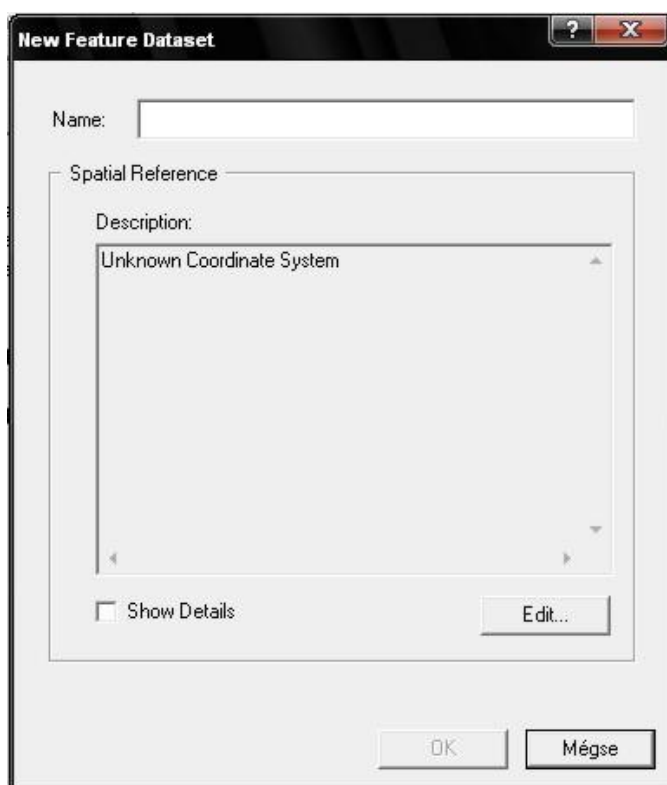 New Feature Dataset
Name:
Spatial Reference
Description:
Unknown Coordinate System
Show Details
Edit...
OK
Mégse